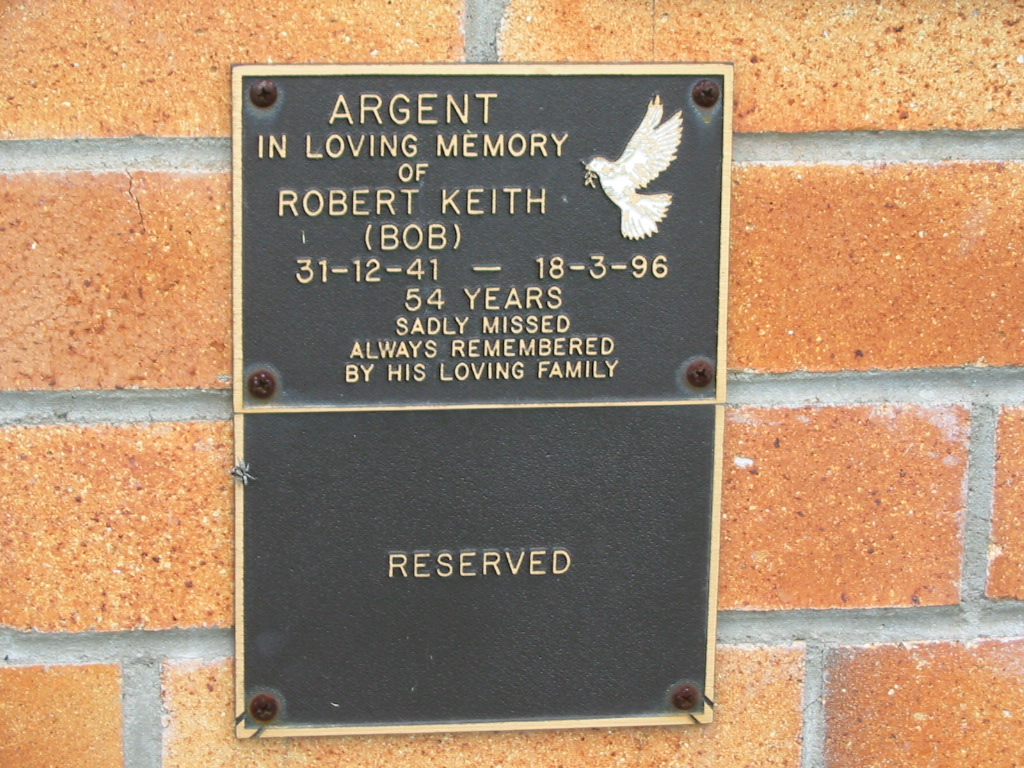 ARGENT
IN LOVING MEMORY
OF
ROBERT KEITH
(BOB)
31-12-41 — 18-3-96
54 YEARS
SADLY MISSED
ALWAYS REMEMBERED
BY HIS LOVING FAMILY
RESERVED